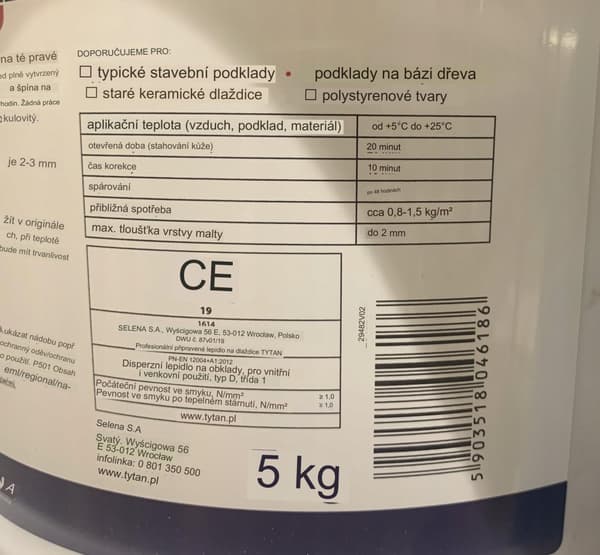 na té pravé
ed plně vytvrzený
a špina na
hodin. Žádná práce
kulovitý.
je 2-3 mm
žít v originále
ch, při teplotě
bude mít trvanlivost
ukázat nádobu popř
ochranný oděv/ochranu
o použití. P501 Obsah
emí/regional/na-
DOPORUČUJEME PRO:
typické stavební podklady • podklady na bázi dřeva
staré keramické dlaždice polystyrenové tvary
aplikační teplota (vzduch, podklad, materiál) od +5°C do +25°C
otevřená doba (stahování kůže) 20 minut
čas korekce 10 minut
spárování po 48 hodinách
přibližná spotřeba cca 0,8-1,5 kg/m²
max. tloušťka vrstvy malty do 2 mm
CE
19
1614
SELENA S.A., Wyścigowa 56 E, 53-012 Wrocław, Polsko
DWU č. 87v01/19
Profesionální připravené lepidlo na dlaždice TYTAN
PN-EN 12004+A1:2012
Disperzní lepidlo na obklady, pro vnitřní
i venkovní použití, typ D, třída 1
Počáteční pevnost ve smyku, N/mm² ≥ 1,0
Pevnost ve smyku po tepelném stárnutí, N/mm² ≥ 1,0
www.tytan.pl
29482V02
5 903518 046186
Selena S.A
Svatý. Wyścigowa 56
E 53-012 Wrocław
infolinka: 0 801 350 500
www.tytan.pl
5 kg